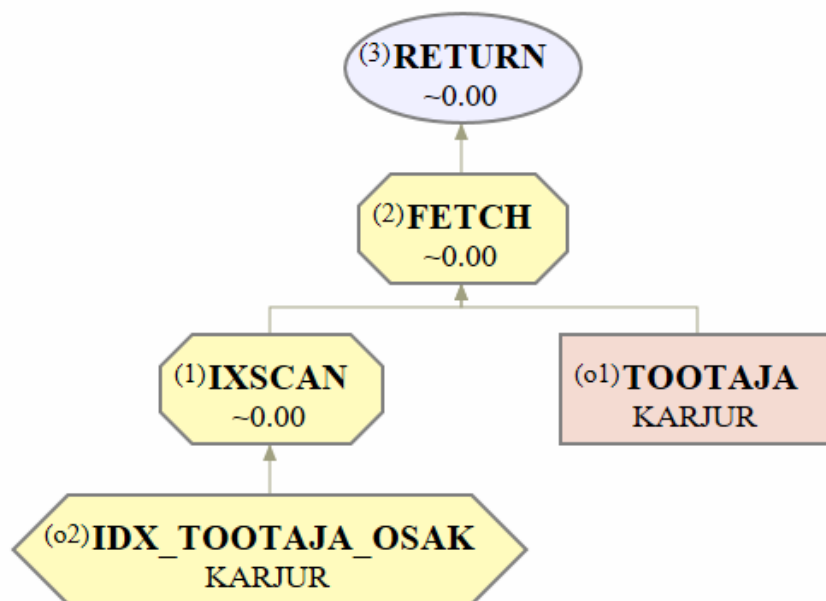 (3)RETURN
~0.00
(2)FETCH
~0.00
(1)IXSCAN
~0.00
(o1)TOOTAJA
KARJUR
(o2)IDX_TOOTAJA_OSAK
KARJUR